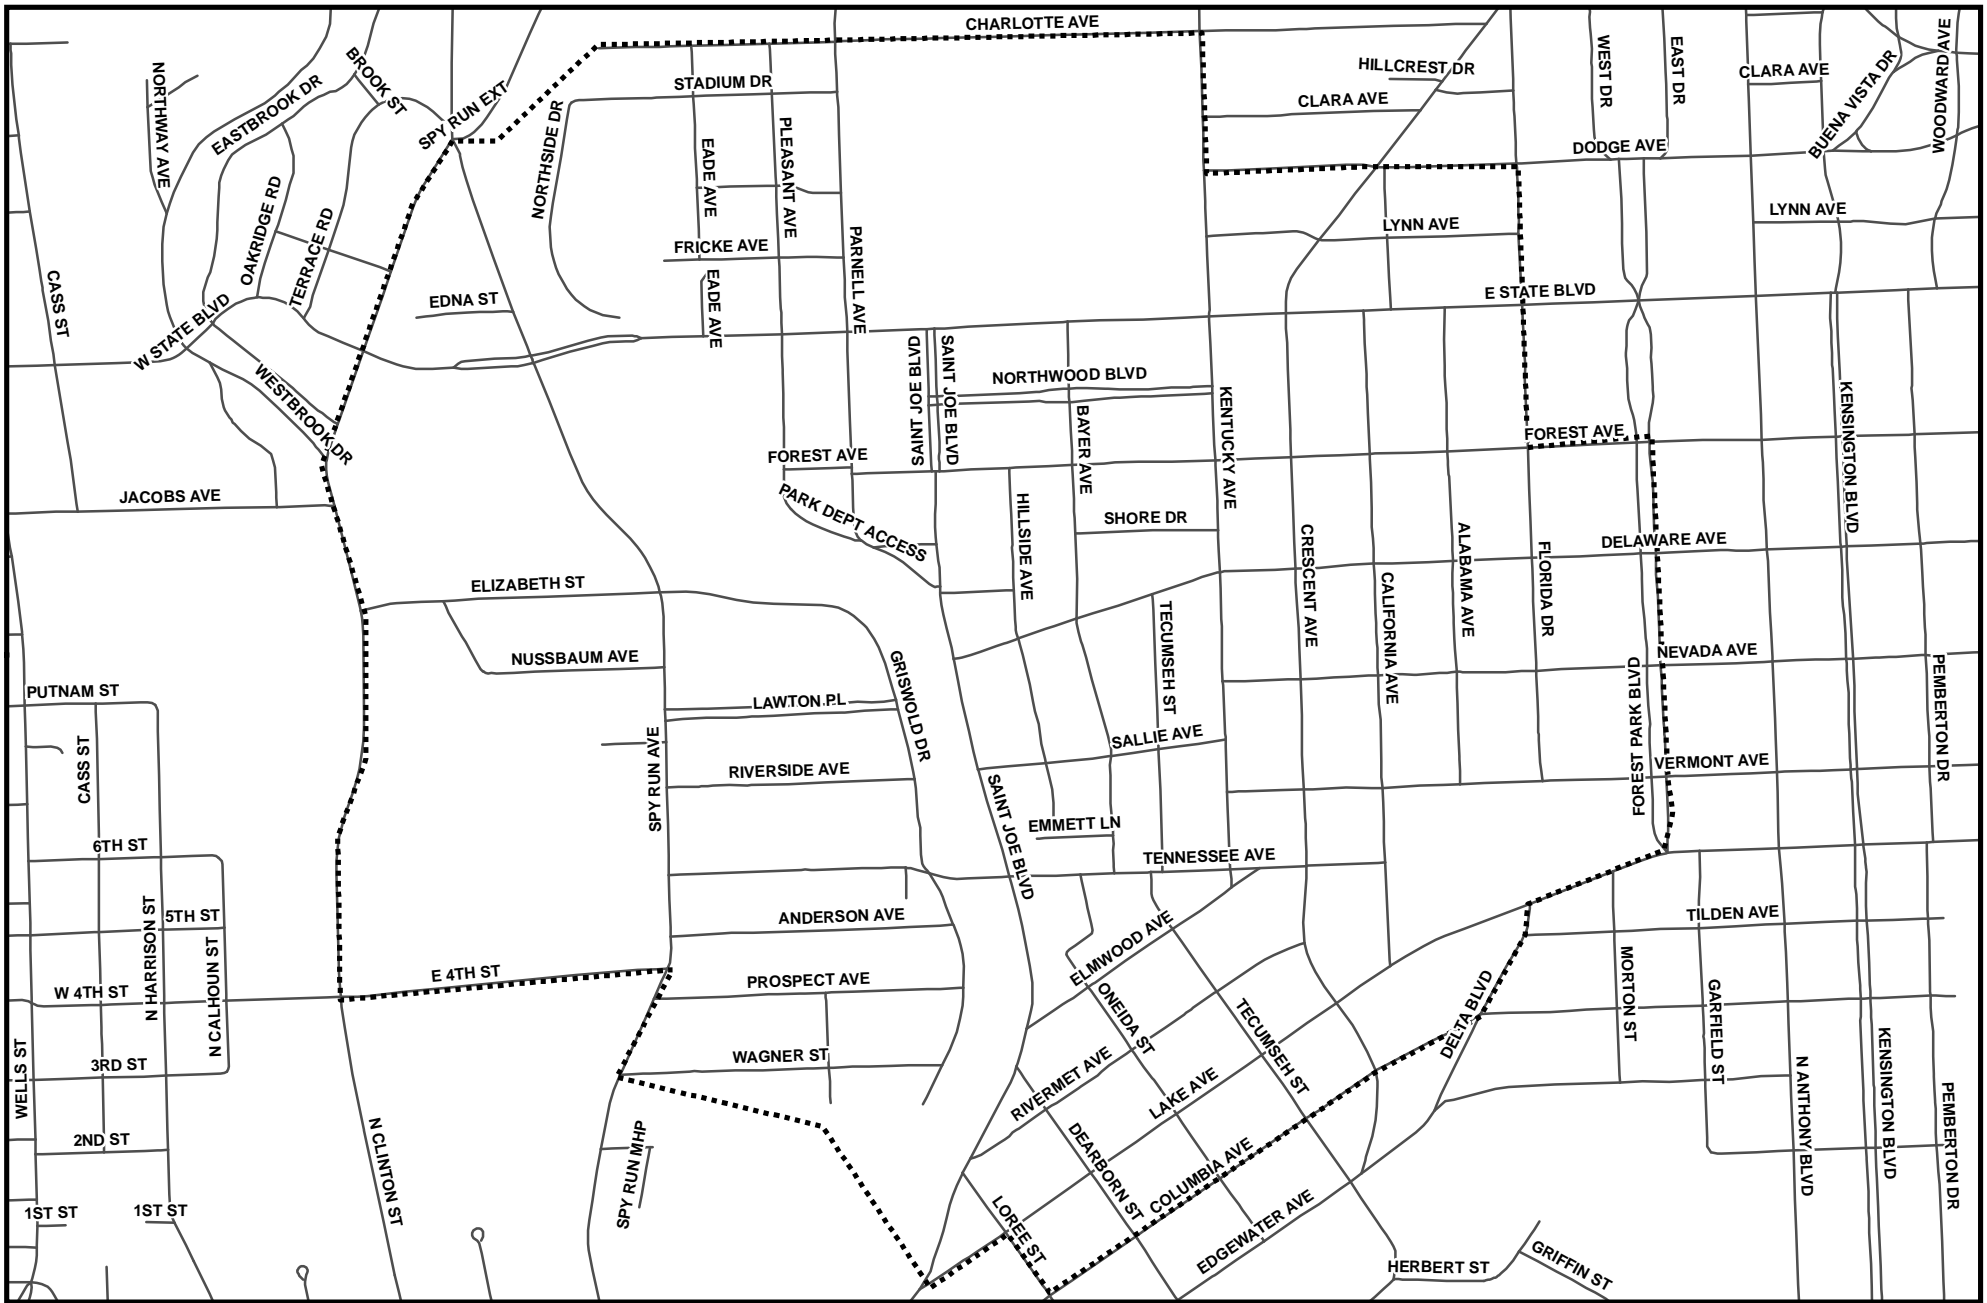 CHARLOTTE AVE
BROOK ST
NORTHWAY AVE
EASTBROOK DR
SPY RUN EXT
STADIUM DR
NORTHSIDE DR
EADE AVE
PLEASANT AVE
HILLCREST DR
CLARA AVE
WEST DR
EAST DR
CLARA AVE
BUENA VISTA DR
WOODWARD AVE
DODGE AVE
OAKRIDGE RD
TERRACE RD
FRICKE AVE
LYNN AVE
LYNN AVE
CASS ST
EDNA ST
EADE AVE
PARNELL AVE
E STATE BLVD
W STATE BLVD
WESTBROOK DR
SAINT JOE BLVD
SAINT JOE BLVD
NORTHWOOD BLVD
BAYER AVE
KENTUCKY AVE
FOREST AVE
FOREST AVE
KENSINGTON BLVD
JACOBS AVE
PARK DEPT ACCESS
HILLSIDE AVE
SHORE DR
CRESCENT AVE
ALABAMA AVE
FLORIDA DR
DELAWARE AVE
ELIZABETH ST
CALIFORNIA AVE
TECUMSEH ST
NUSSBAUM AVE
GRISWOLD DR
NEVADA AVE
FOREST PARK BLVD
PEMBERTON DR
PUTNAM ST
LAWTON PL
CASS ST
SPY RUN AVE
SALLIE AVE
RIVERSIDE AVE
VERMONT AVE
SAINT JOE BLVD
EMMETT LN
6TH ST
TENNESSEE AVE
N HARRISON ST
5TH ST
ANDERSON AVE
TILDEN AVE
ELMWOOD AVE
N CALHOUN ST
E 4TH ST
W 4TH ST
PROSPECT AVE
ONEIDA ST
TECUMSEH ST
DELTA BLVD
MORTON ST
GARFIELD ST
WELLS ST
3RD ST
WAGNER ST
RIVERMET AVE
LAKE AVE
N ANTHONY BLVD
KENSINGTON BLVD
PEMBERTON DR
2ND ST
N CLINTON ST
SPY RUN MHP
DEARBORN ST
COLUMBIA AVE
1ST ST
1ST ST
LOREE ST
EDGEWATER AVE
HERBERT ST
GRIFFIN ST